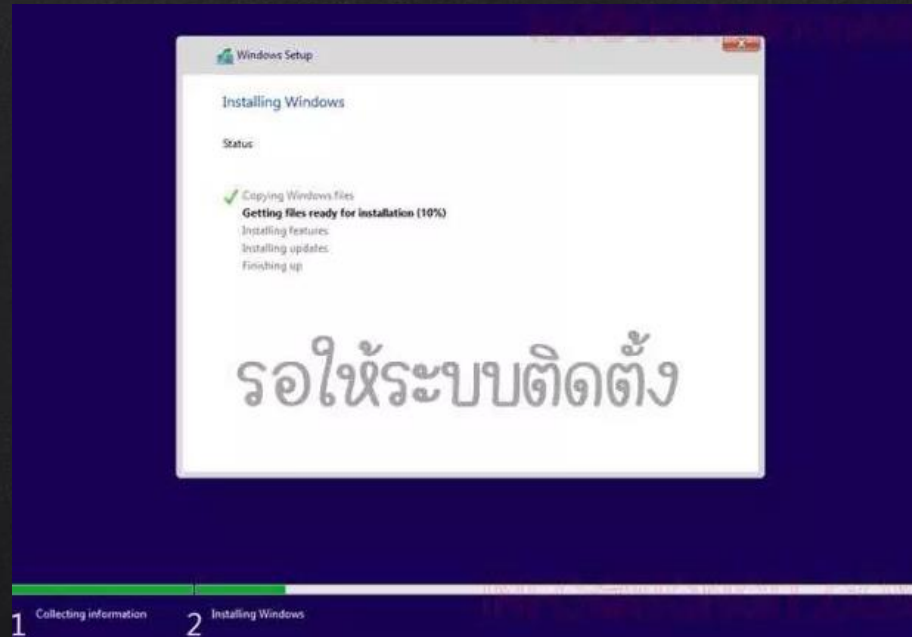 Windows Setup
Installing Windows
Status
Copying Windows files
Getting files ready for installation (10%)
Installing features
Installing updates
Finishing up
รอให้ระบบติดตั้ง
1 Collecting information
2 Installing Windows